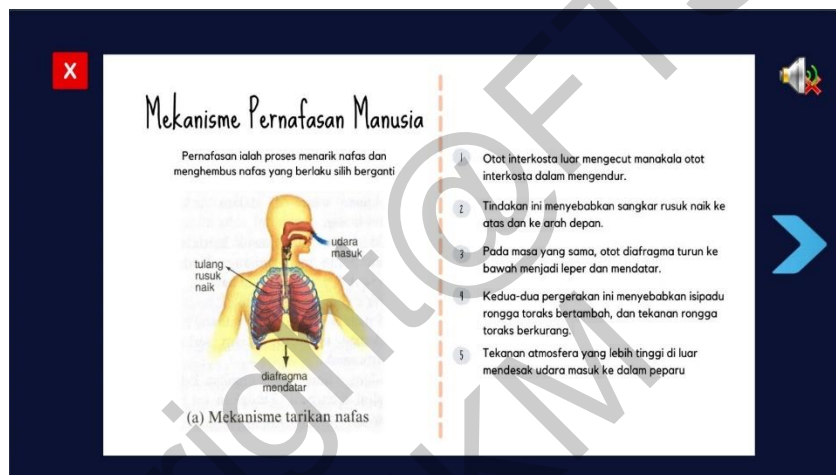 X
Mekanisme Pernafasan Manusia
Pernafasan ialah proses menarik nafas dan
menghembus nafas yang berlaku silih berganti
udara
masuk
tulang
rusuk
naik
diafragma
mendatar
(a) Mekanisme tarikan nafas
1 Otot interkosta luar mengecut manakala otot
interkosta dalam mengendur.
2 Tindakan ini menyebabkan sangkar rusuk naik ke
atas dan ke arah depan.
3 Pada masa yang sama, otot diafragma turun ke
bawah menjadi leper dan mendatar.
4 Kedua-dua pergerakan ini menyebabkan isipadu
rongga toraks bertambah, dan tekanan rongga
toraks berkurang.
5 Tekanan atmosfera yang lebih tinggi di luar
mendesak udara masuk ke dalam peparu
right@FTS
KM